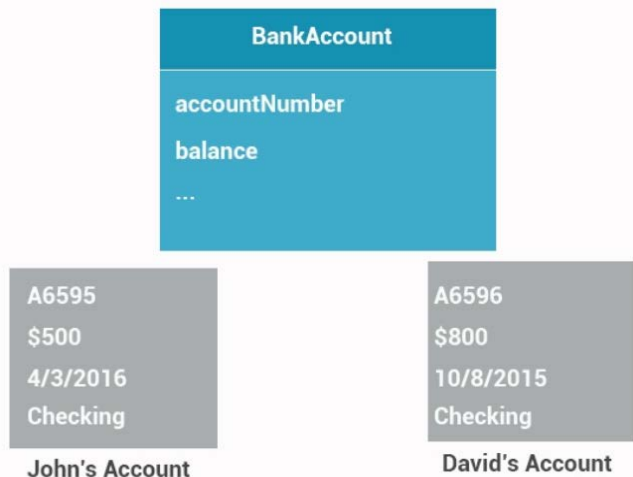 BankAccount
accountNumber
balance
...
A6595
$500
4/3/2016
Checking
John's Account
A6596
$800
10/8/2015
Checking
David's Account